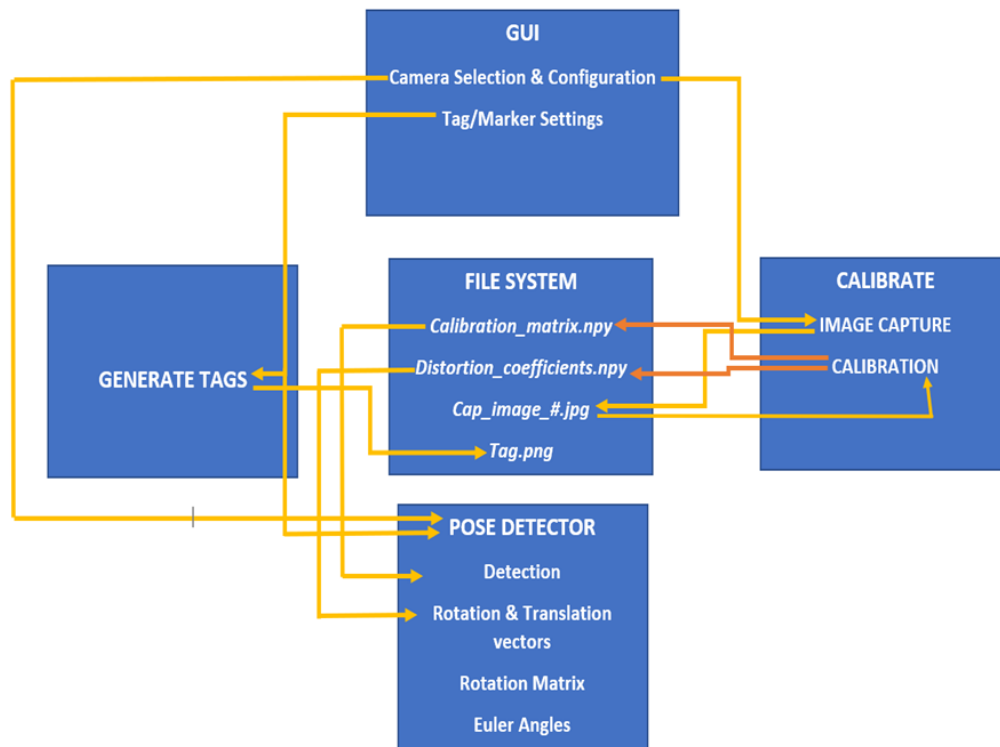 GUI
Camera Selection & Configuration
Tag/Marker Settings
GENERATE TAGS
FILE SYSTEM
Calibration_matrix.npy
Distortion_coefficients.npy
Cap_image_#.jpg
Tag.png
CALIBRATE
IMAGE CAPTURE
CALIBRATION
POSE DETECTOR
Detection
Rotation & Translation
vectors
Rotation Matrix
Euler Angles